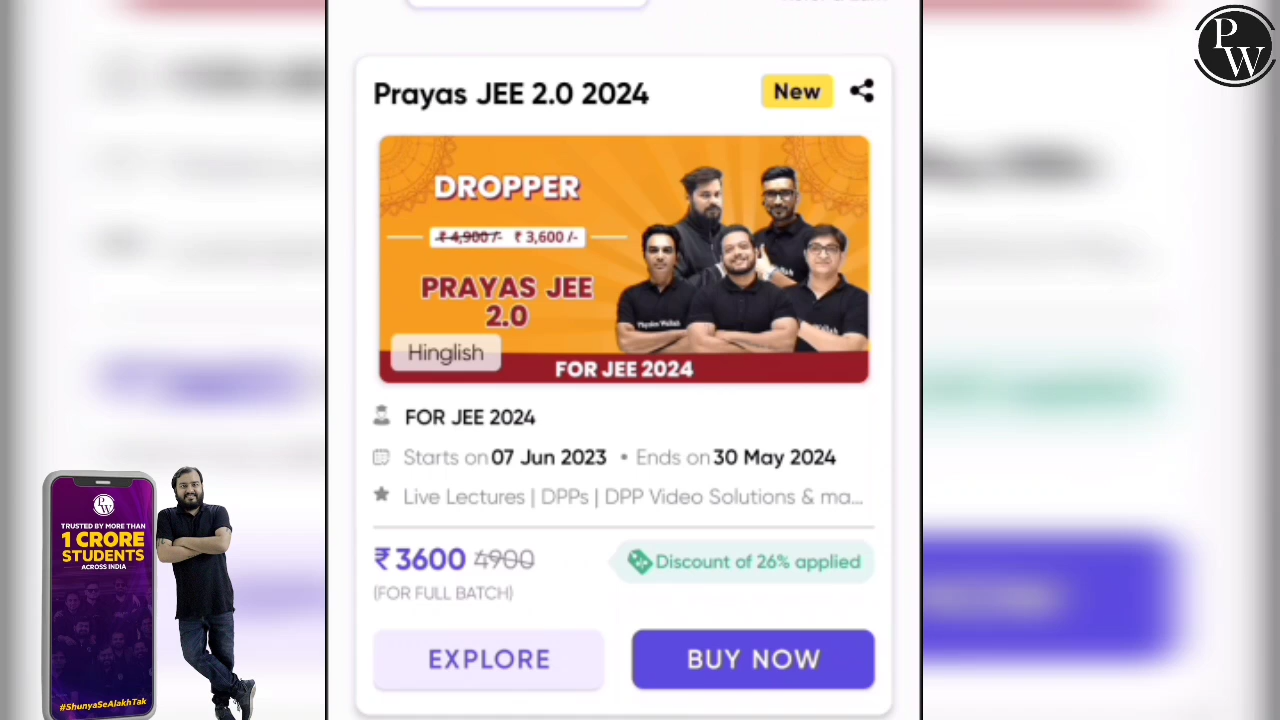 Prayas JEE 2.0 2024
New
PW
DROPPER
₹ 4,900 /- ₹ 3,600 /-
PRAYAS JEE
2.0
Hinglish
FOR JEE 2024
FOR JEE 2024
Starts on 07 Jun 2023 • Ends on 30 May 2024
Live Lectures | DPPs | DPP Video Solutions & ma...
₹ 3600 4900
Discount of 26% applied
(FOR FULL BATCH)
EXPLORE
BUY NOW
PW
TRUSTED BY MORE THAN
1 CRORE
STUDENTS
ACROSS INDIA
#ShunyaSeAlakhTak